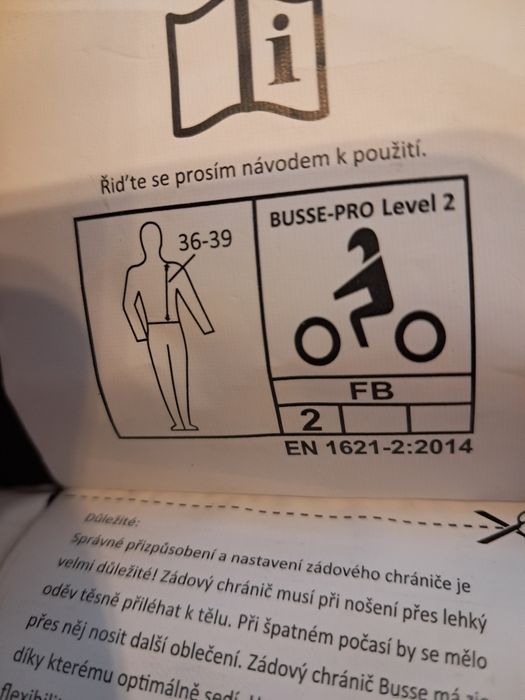 i
Řiďte se prosím návodem k použití.
36-39
BUSSE-PRO Level 2
FB
2
EN 1621-2:2014
Důležité:
Správné přizpůsobení a nastavení zádového chrániče je
velmi důležité! Zádový chránič musí při nošení přes lehký
oděv těsně přiléhat k tělu. Při špatném počasí by se mělo
přes něj nosit další oblečení. Zádový chránič Busse má
díky kterému optimálně sedí.